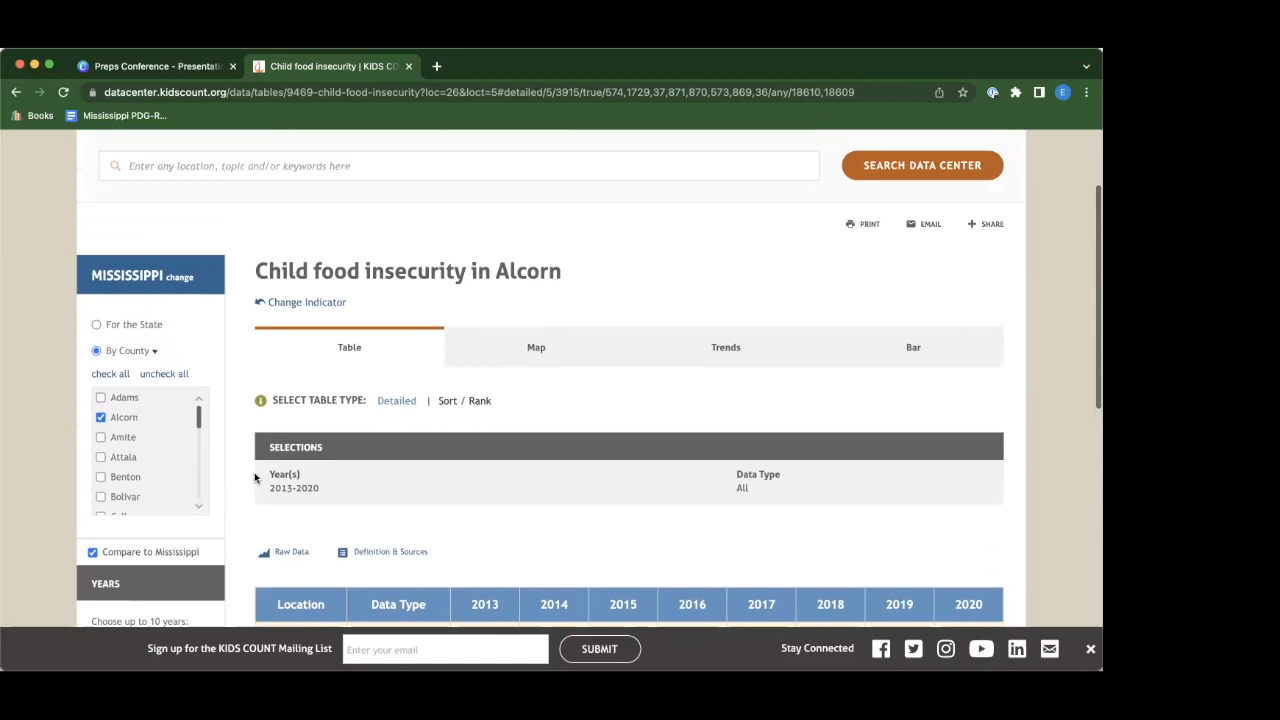 Preps Conference - Presentati
Child food insecurity | KIDS CO
datacenter.kidscount.org/data/tables/9469-child-food-insecurity?loc=26&loct=5#detailed/5/3915/true/574,1729,37,871,870,573,869,36/any/18610,18609
E
Books
Mississippi PDG-R...
Enter any location, topic and/or keywords here
SEARCH DATA CENTER
PRINT
EMAIL
SHARE
MISSISSIPPI change
For the State
By County
check all uncheck all
Adams
Alcorn
Amite
Attala
Benton
Bolivar
Compare to Mississippi
YEARS
Choose up to 10 years:
Child food insecurity in Alcorn
Change Indicator
Table Map Trends Bar
SELECT TABLE TYPE: Detailed | Sort / Rank
SELECTIONS
Year(s) Data Type
2013-2020 All
Raw Data Definition & Sources
Location Data Type 2013 2014 2015 2016 2017 2018 2019 2020
Sign up for the KIDS COUNT Mailing List Enter your email SUBMIT Stay Connected